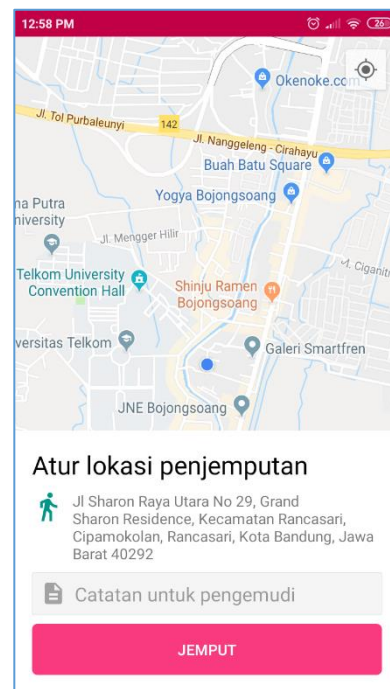 12:58 PM
26
Okenoke.com
Jl. Tol Purbaleunyi
142
Jl. Nanggeleng - Cirahayu
Buah Batu Square
Yogya Bojongsoang
na Putra
niversity
Jl. Mengger Hilir
Jl. Ciganiti
Telkom University
Convention Hall
Shinju Ramen
Bojongsoang
versitas Telkom
Galeri Smartfren
JNE Bojongsoang
Atur lokasi penjemputan
Jl Sharon Raya Utara No 29, Grand
Sharon Residence, Kecamatan Rancasari,
Cipamokolan, Rancasari, Kota Bandung, Jawa
Barat 40292
Catatan untuk pengemudi
JEMPUT